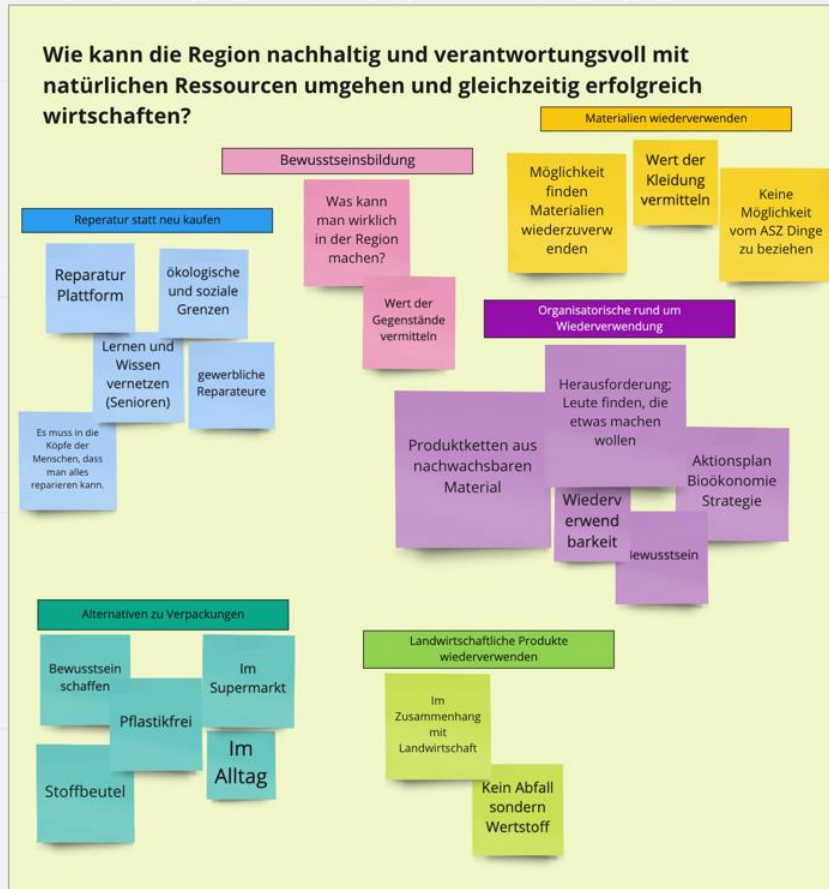 Wie kann die Region nachhaltig und verantwortungsvoll mit
natürlichen Ressourcen umgehen und gleichzeitig erfolgreich
wirtschaften?
Materialien wiederverwenden
Möglichkeit
finden
Materialien
wiederzuverw
enden
Wert der
Kleidung
vermitteln
Keine
Möglichkeit
vom ASZ Dinge
zu beziehen
Bewusstseinsbildung
Was kann
man wirklich
in der Region
machen?
Wert der
Gegenstände
vermitteln
Reperatur statt neu kaufen
Reparatur
Plattform
ökologische
und soziale
Grenzen
Lernen und
Wissen
vernetzen
(Senioren)
gewerbliche
Reparateure
Es muss in die
Köpfe der
Menschen, dass
man alles
reparieren kann.
Organisatorische rund um
Wiederverwendung
Herausforderung;
Leute finden, die
etwas machen
wollen
Produktketten aus
nachwachsbaren
Material
Aktionsplan
Bioökonomie
Strategie
Wiederv
erwend
barkeit
ewusstsein
Alternativen zu Verpackungen
Bewusstsein
schaffen
Im
Supermarkt
Pflastikfrei
Im
Alltag
Stoffbeutel
Landwirtschaftliche Produkte
wiederverwenden
Im
Zusammenhang
mit
Landwirtschaft
Kein Abfall
sondern
Wertstoff